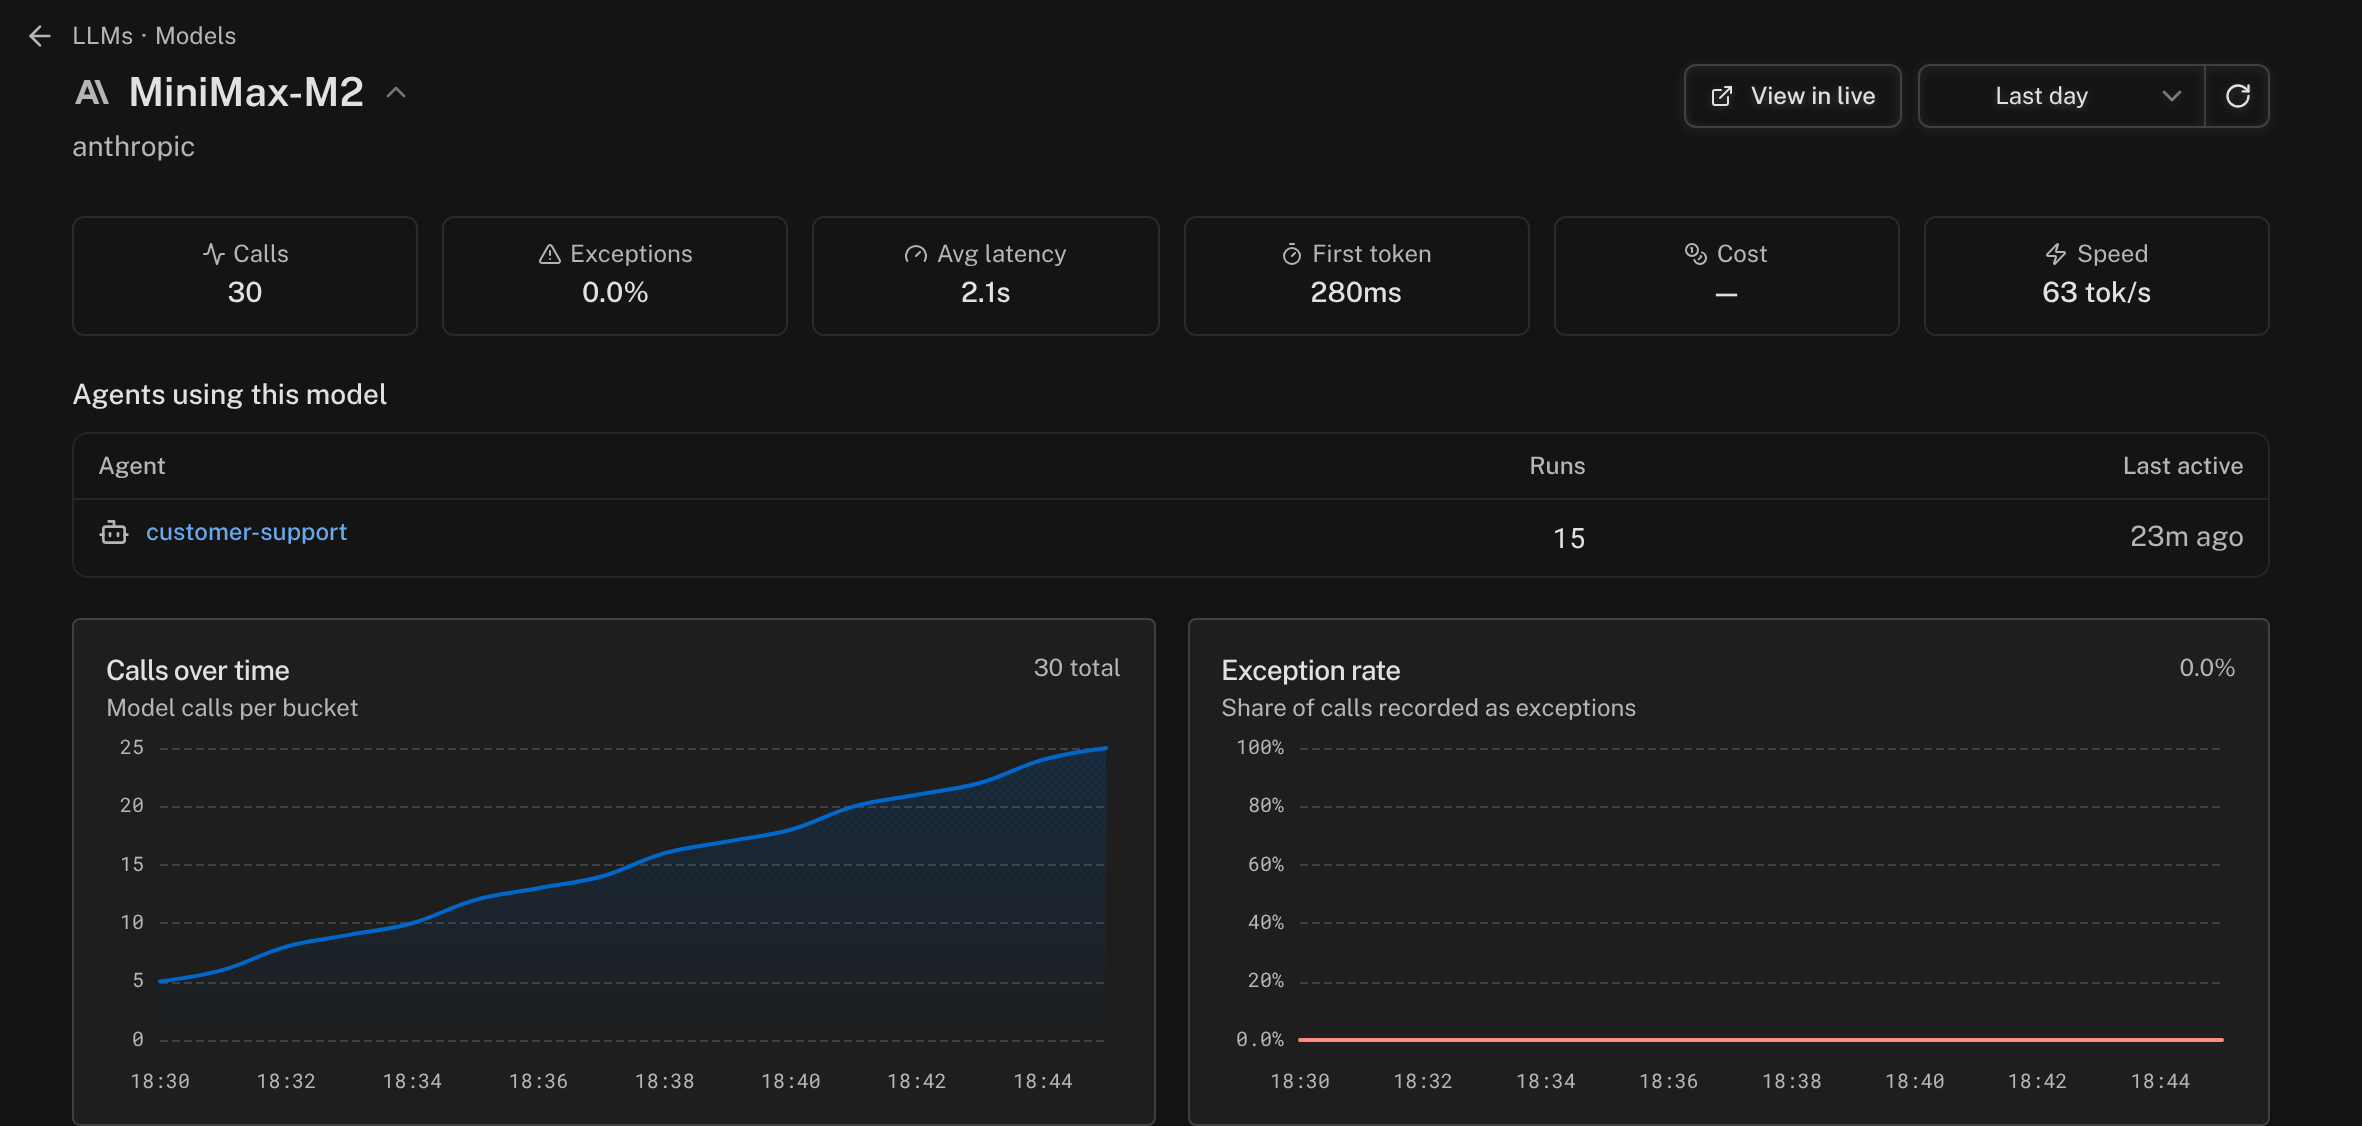 LLMs · Models
MiniMax-M2
anthropic
View in live
Last day
Calls
30
Exceptions
0.0%
Avg latency
2.1s
First token
280ms
Cost
—
Speed
63 tok/s
Agents using this model
Agent Runs Last active
customer-support 15 23m ago
Calls over time
30 total
Model calls per bucket
25
20
15
10
5
0
18:30 18:32 18:34 18:36 18:38 18:40 18:42 18:44
Exception rate
0.0%
Share of calls recorded as exceptions
100%
80%
60%
40%
20%
0.0%
18:30 18:32 18:34 18:36 18:38 18:40 18:42 18:44